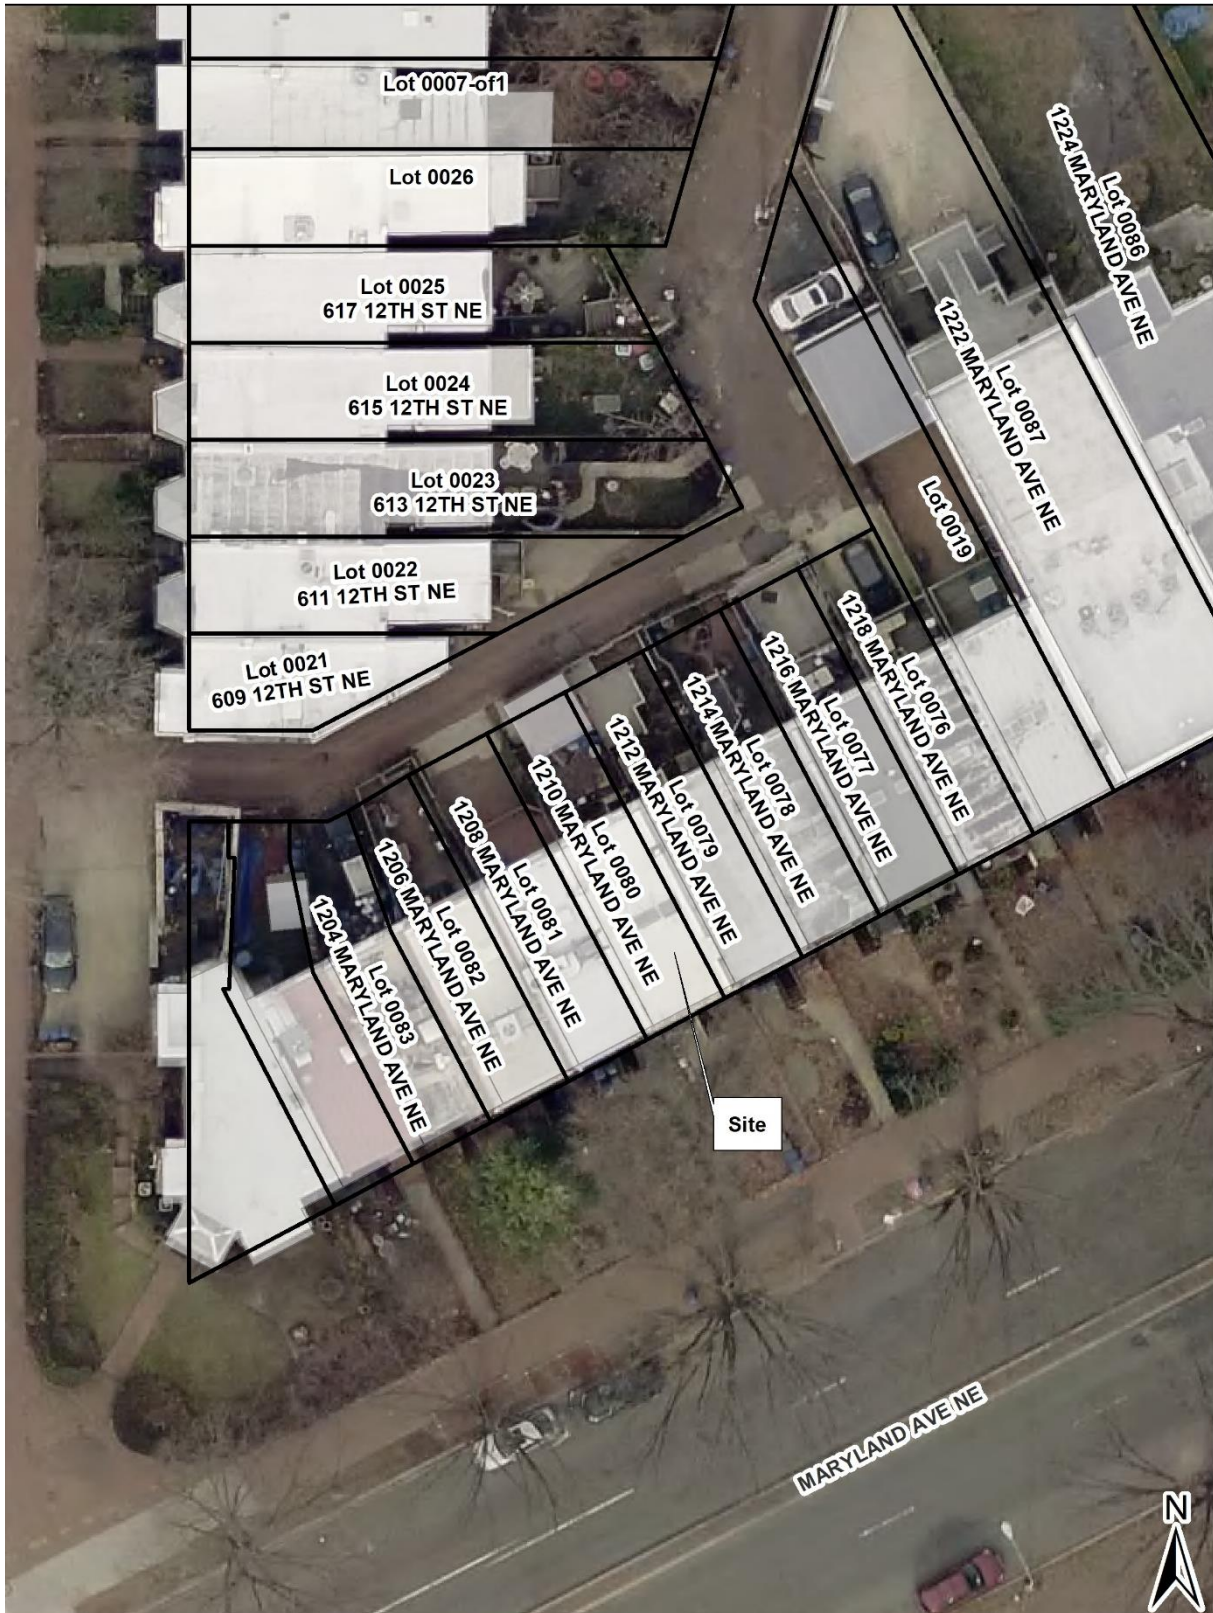 Lot 0007-of1
Lot 0026
Lot 0025
617 12TH ST NE
Lot 0024
615 12TH ST NE
Lot 0023
613 12TH ST NE
Lot 0022
611 12TH ST NE
Lot 0021
609 12TH ST NE
Lot 0086
1224 MARYLAND AVE NE
Lot 0087
1222 MARYLAND AVE NE
Lot 0019
Lot 0076
1218 MARYLAND AVE NE
Lot 0077
1216 MARYLAND AVE NE
Lot 0078
1214 MARYLAND AVE NE
Lot 0079
1212 MARYLAND AVE NE
Lot 0080
1210 MARYLAND AVE NE
Lot 0081
1208 MARYLAND AVE NE
Lot 0082
1206 MARYLAND AVE NE
Lot 0083
1204 MARYLAND AVE NE
Site
MARYLAND AVE NE
N